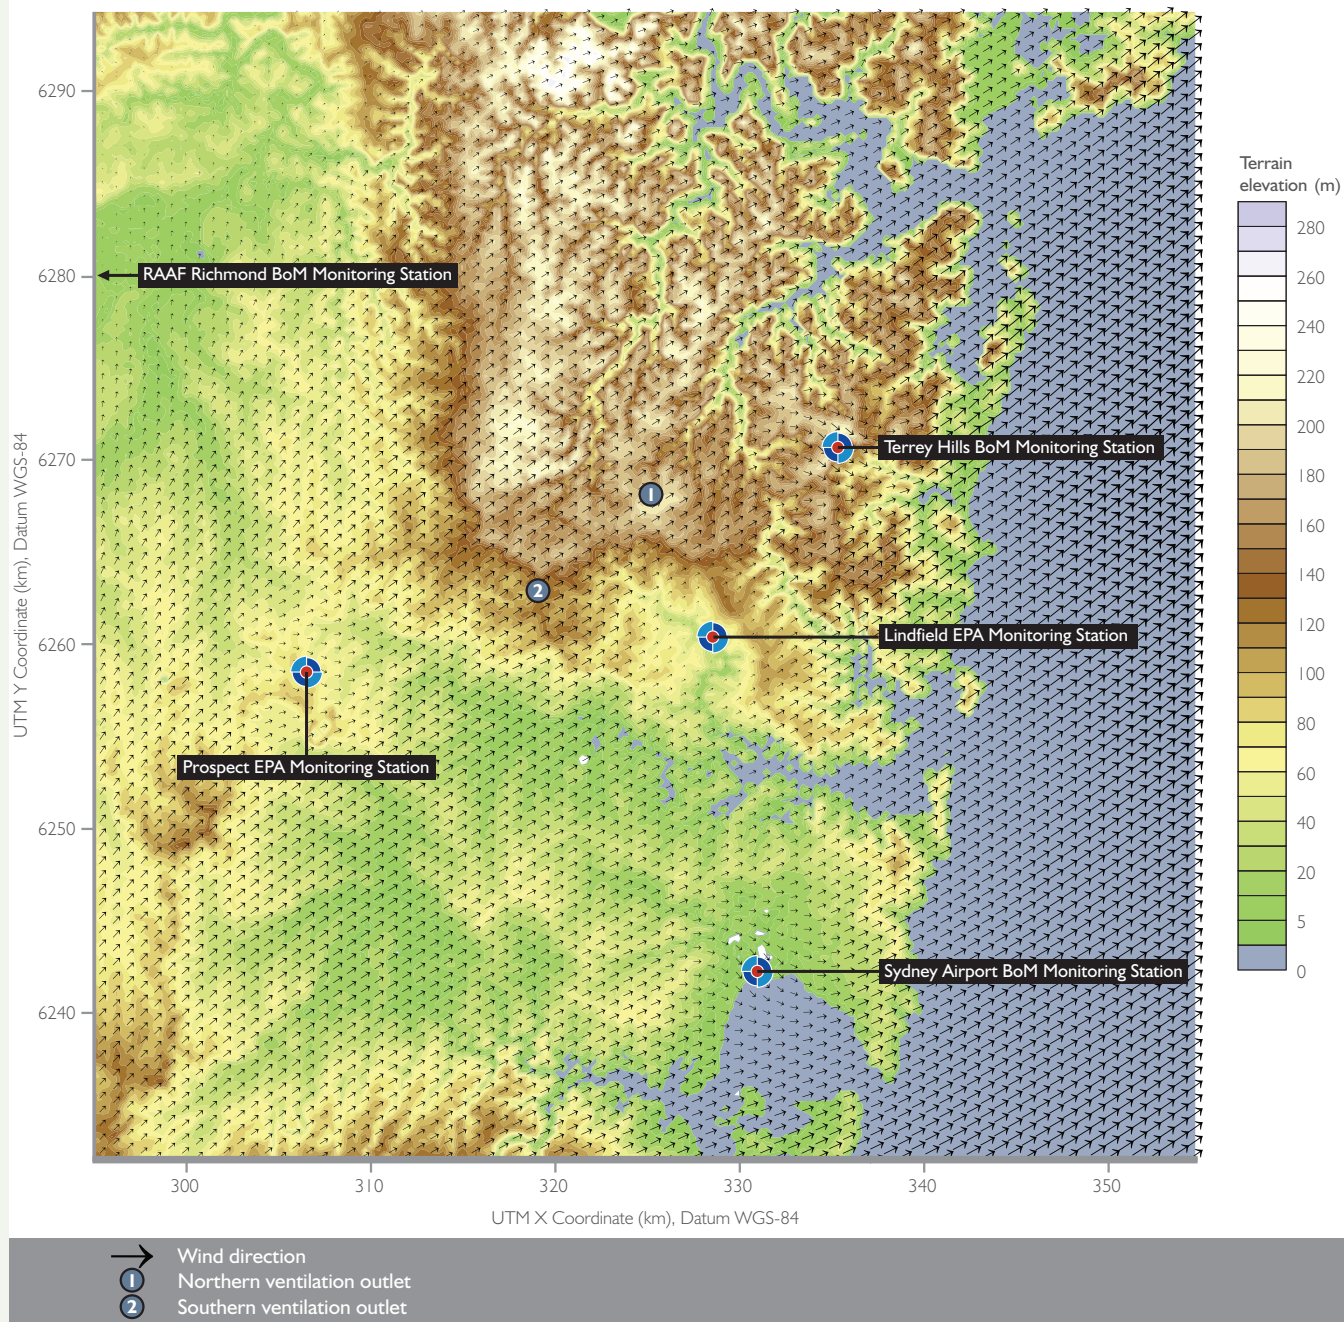 Terrain
elevation (m)
280
260
240
220
200
180
160
140
120
100
80
60
40
20
5
0
UTM Y Coordinate (km), Datum WGS-84
6290
6280
6270
6260
6250
6240
RAAF Richmond BoM Monitoring Station
Terrey Hills BoM Monitoring Station
1
2
Lindfield EPA Monitoring Station
Prospect EPA Monitoring Station
Sydney Airport BoM Monitoring Station
300
310
320
330
340
350
UTM X Coordinate (km), Datum WGS-84
Wind direction
1 Northern ventilation outlet
2 Southern ventilation outlet